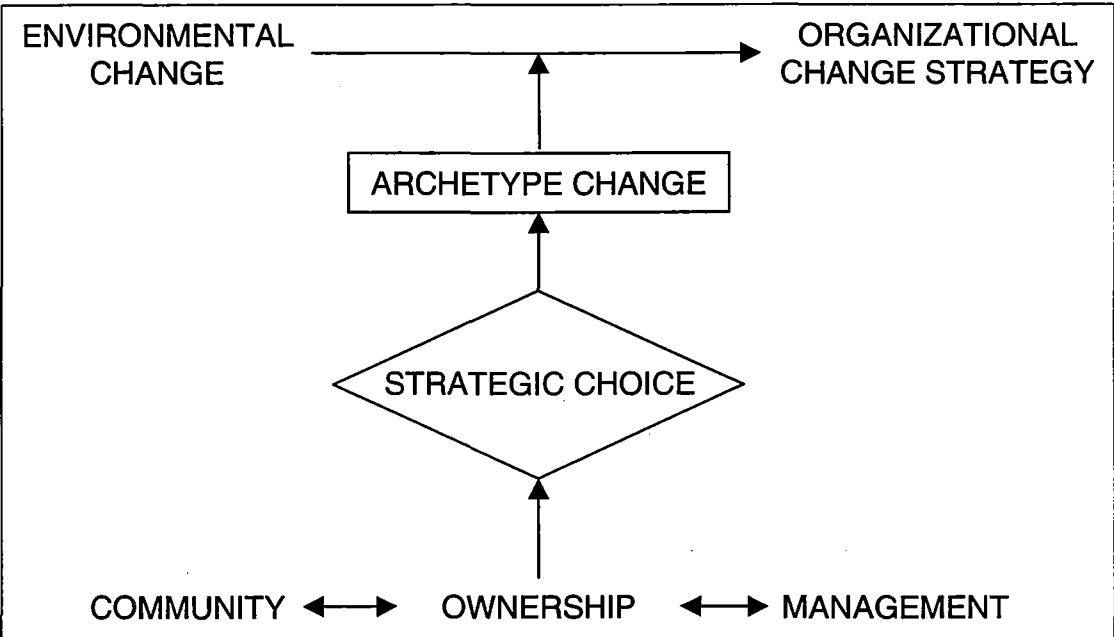 ENVIRONMENTAL
CHANGE
ORGANIZATIONAL
CHANGE STRATEGY
ARCHETYPE CHANGE
STRATEGIC CHOICE
COMMUNITY
OWNERSHIP
MANAGEMENT